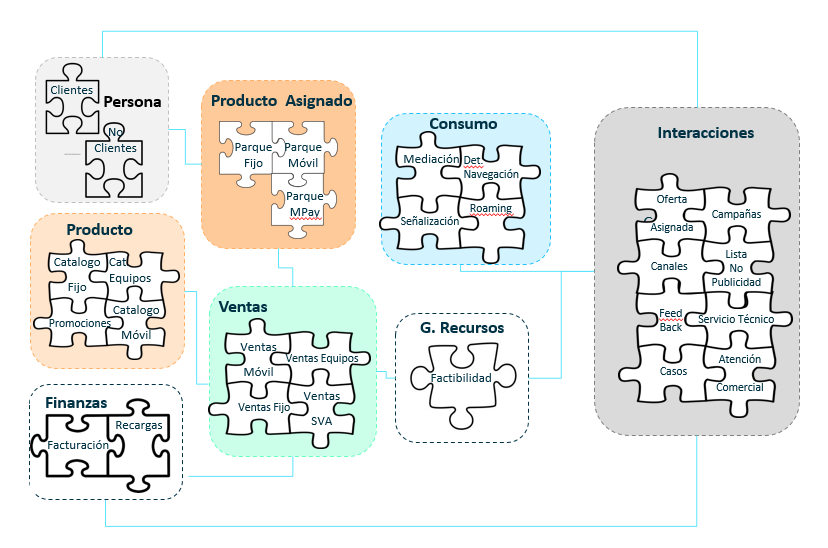 Persona
Clientes
No
Clientes
Producto Asignado
Parque
Fijo
Parque
Móvil
Parque
MPay
Consumo
Mediación
Det.
Navegación
Señalización
Roaming
Interacciones
Oferta
Asignada
Campañas
Canales
Lista
No
Publicidad
Feed
Back
Servicio Técnico
Casos
Atención
Comercial
Producto
Catalogo
Fijo
Cat
Equipos
Promociones
Catalogo
Móvil
Ventas
Ventas
Móvil
Ventas Equipos
Ventas Fijo
Ventas
SVA
G. Recursos
Factibilidad
Finanzas
Facturación
Recargas